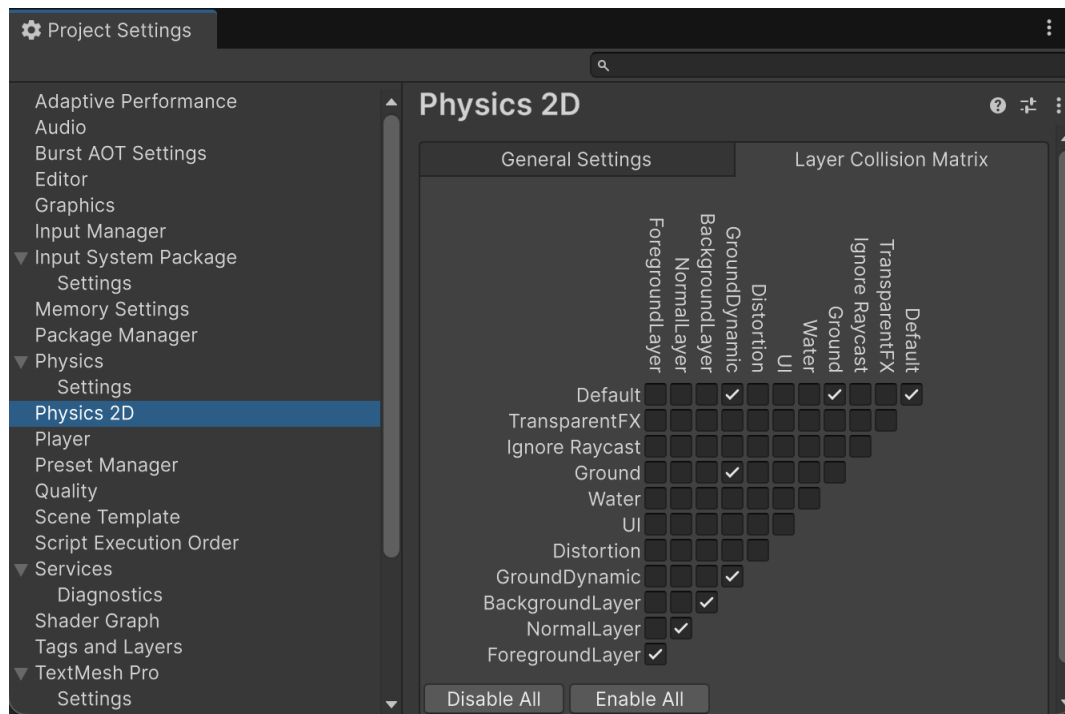 Project Settings
Adaptive Performance
Audio
Burst AOT Settings
Editor
Graphics
Input Manager
Input System Package
Settings
Memory Settings
Package Manager
Physics
Settings
Physics 2D
Player
Preset Manager
Quality
Scene Template
Script Execution Order
Services
Diagnostics
Shader Graph
Tags and Layers
TextMesh Pro
Settings
Physics 2D
General Settings
Layer Collision Matrix
ForegroundLayer
NormalLayer
BackgroundLayer
GroundDynamic
Distortion
UI
Water
Ground
Ignore Raycast
TransparentFX
Default
Default
TransparentFX
Ignore Raycast
Ground
Water
UI
Distortion
GroundDynamic
BackgroundLayer
NormalLayer
ForegroundLayer
Disable All
Enable All